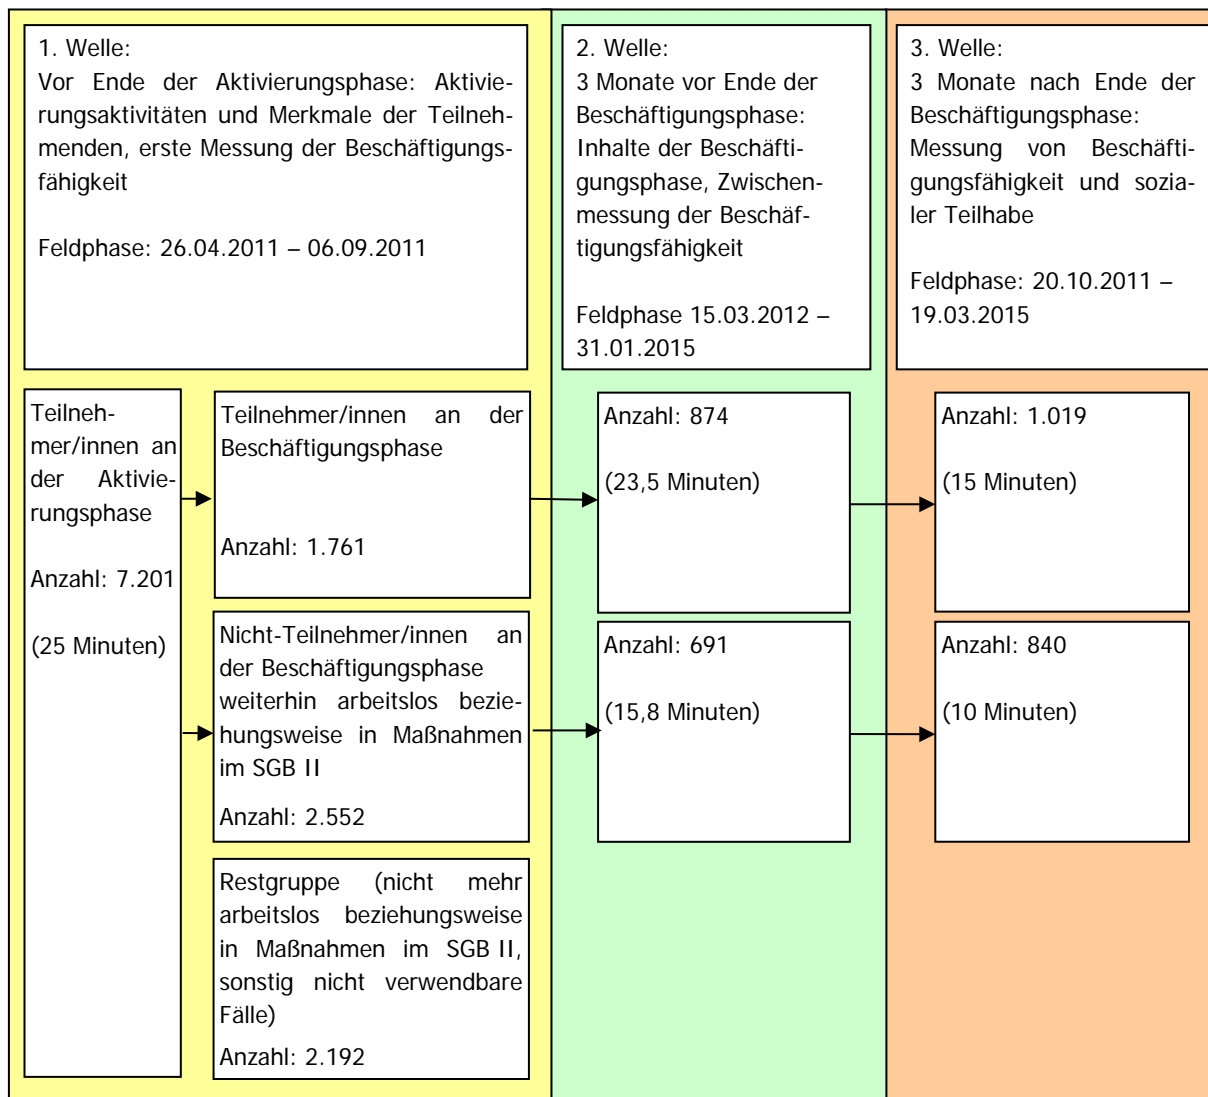 1. Welle:
Vor Ende der Aktivierungsphase: Aktivie-
rungsaktivitäten und Merkmale der Teilneh-
menden, erste Messung der Beschäftigungs-
fähigkeit
Feldphase: 26.04.2011 – 06.09.2011
2. Welle:
3 Monate vor Ende der
Beschäftigungsphase:
Inhalte der Beschäfti-
gungsphase, Zwischen-
messung der Beschäf-
tigungsfähigkeit
Feldphase 15.03.2012 –
31.01.2015
3. Welle:
3 Monate nach Ende der
Beschäftigungsphase:
Messung von Beschäfti-
gungsfähigkeit und sozia-
ler Teilhabe
Feldphase: 20.10.2011 –
19.03.2015
Teilneh-
mer/innen an
der Aktivie-
rungsphase
Anzahl: 7.201
(25 Minuten)
Teilnehmer/innen an der
Beschäftigungsphase
Anzahl: 1.761
Anzahl: 874
(23,5 Minuten)
Anzahl: 1.019
(15 Minuten)
Nicht-Teilnehmer/innen an
der Beschäftigungsphase
weiterhin arbeitslos bezie-
hungsweise in Maßnahmen
im SGB II
Anzahl: 2.552
Anzahl: 691
(15,8 Minuten)
Anzahl: 840
(10 Minuten)
Restgruppe (nicht mehr
arbeitslos beziehungsweise
in Maßnahmen im SGB II,
sonstig nicht verwendbare
Fälle)
Anzahl: 2.192